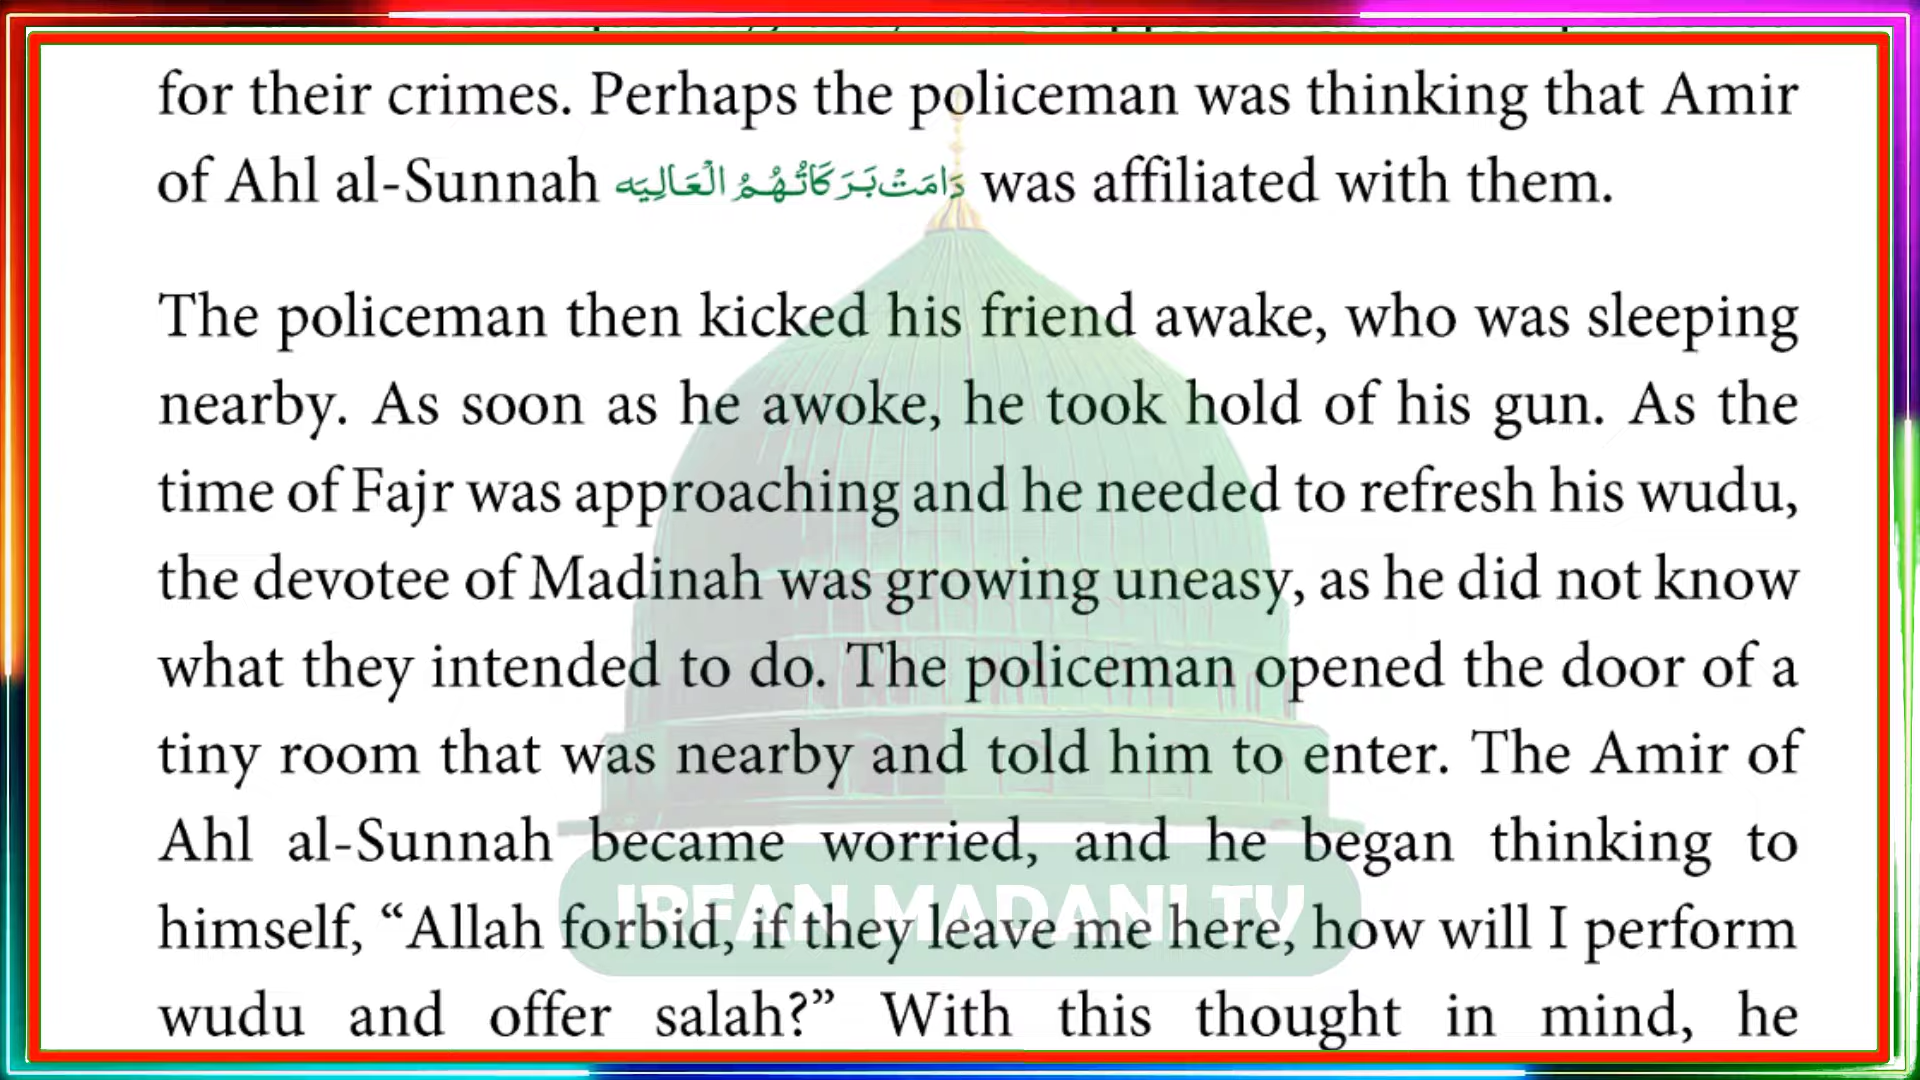 for their crimes. Perhaps the policeman was thinking that Amir
of Ahl al-Sunnah دَامَتْ بَرَكَاتُهُمُ الْعَالِيَه was affiliated with them.
The policeman then kicked his friend awake, who was sleeping
nearby. As soon as he awoke, he took hold of his gun. As the
time of Fajr was approaching and he needed to refresh his wudu,
the devotee of Madinah was growing uneasy, as he did not know
what they intended to do. The policeman opened the door of a
tiny room that was nearby and told him to enter. The Amir of
Ahl al-Sunnah became worried, and he began thinking to
himself, “Allah forbid, if they leave me here, how will I perform
wudu and offer salah?” With this thought in mind, he
IRFAN MADANI TV